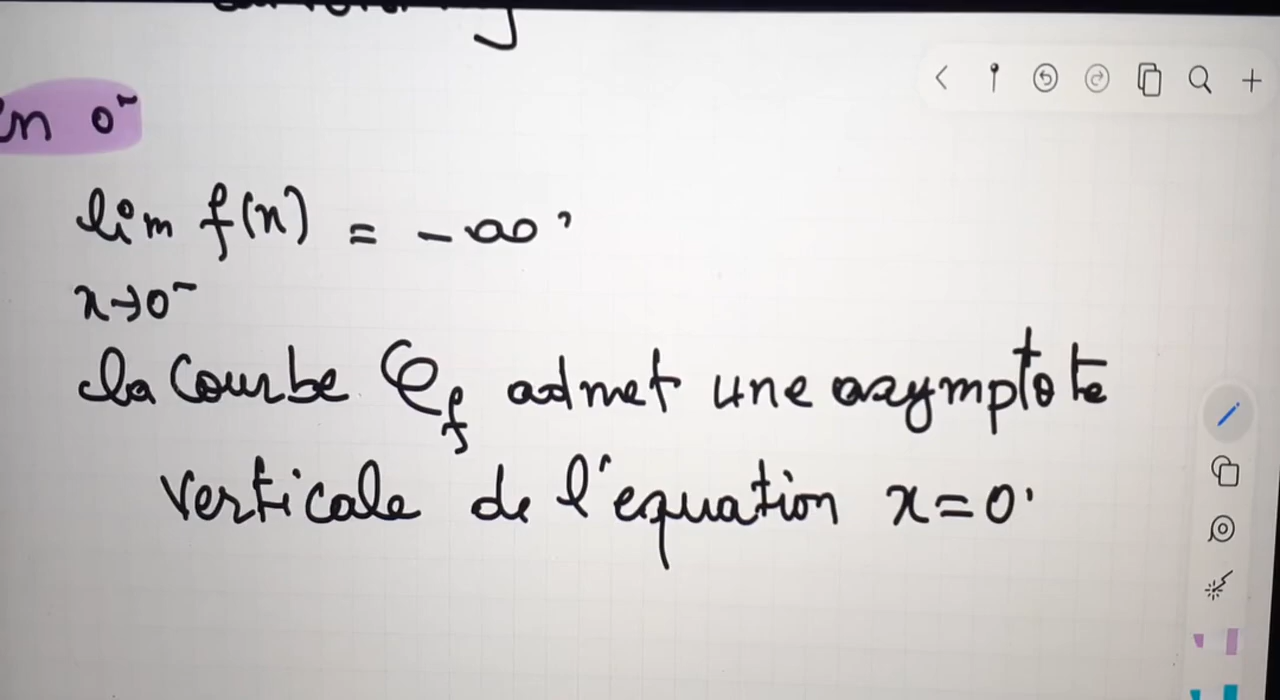 en 0⁻
lim f(x) = -∞
x→0⁻
la courbe 𝒞f admet une asymptote
verticale de l'equation x=0